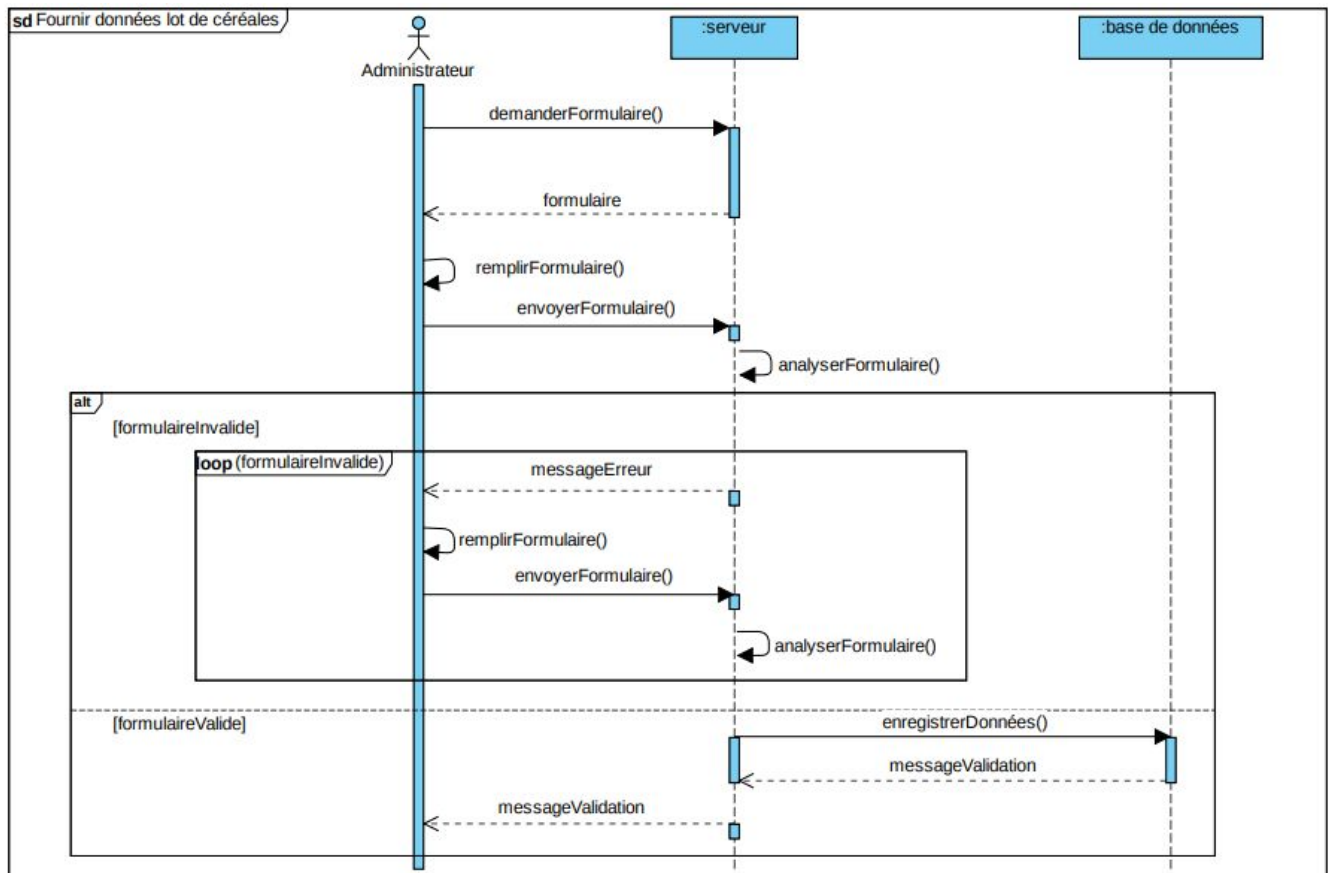 sd Fournir données lot de céréales
:serveur
:base de données
Administrateur
demanderFormulaire()
formulaire
remplirFormulaire()
envoyerFormulaire()
analyserFormulaire()
alt
[formulaireInvalide]
loop (formulaireInvalide)
messageErreur
remplirFormulaire()
envoyerFormulaire()
analyserFormulaire()
[formulaireValide]
enregistrerDonnées()
messageValidation
messageValidation